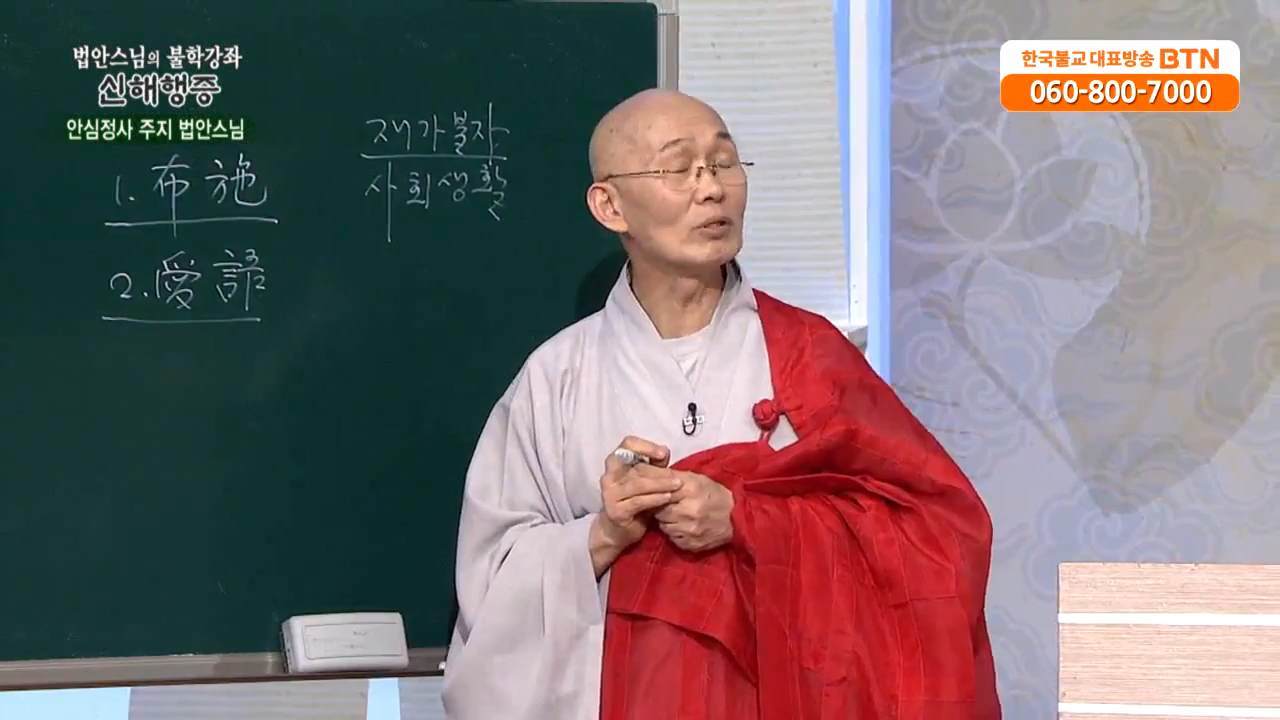 법안스님의 불학강좌
신해행증
안심정사 주지 법안스님
한국불교 대표방송 BTN
060-800-7000
재가불자
사회생활
1. 布施
2. 愛語